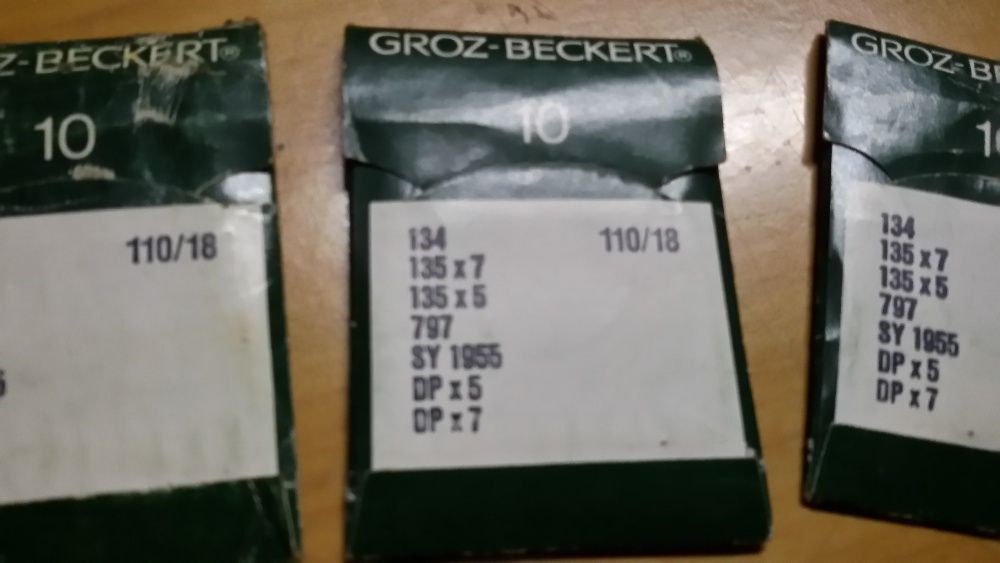 Z-BECKERT®
10
110/18
GROZ-BECKERT®
10
134 110/18
135 x 7
135 x 5
797
SY 1955
DP x 5
DP x 7
GROZ-BE
10
134
135 x 7
135 x 5
797
SY 1955
DP x 5
DP x 7